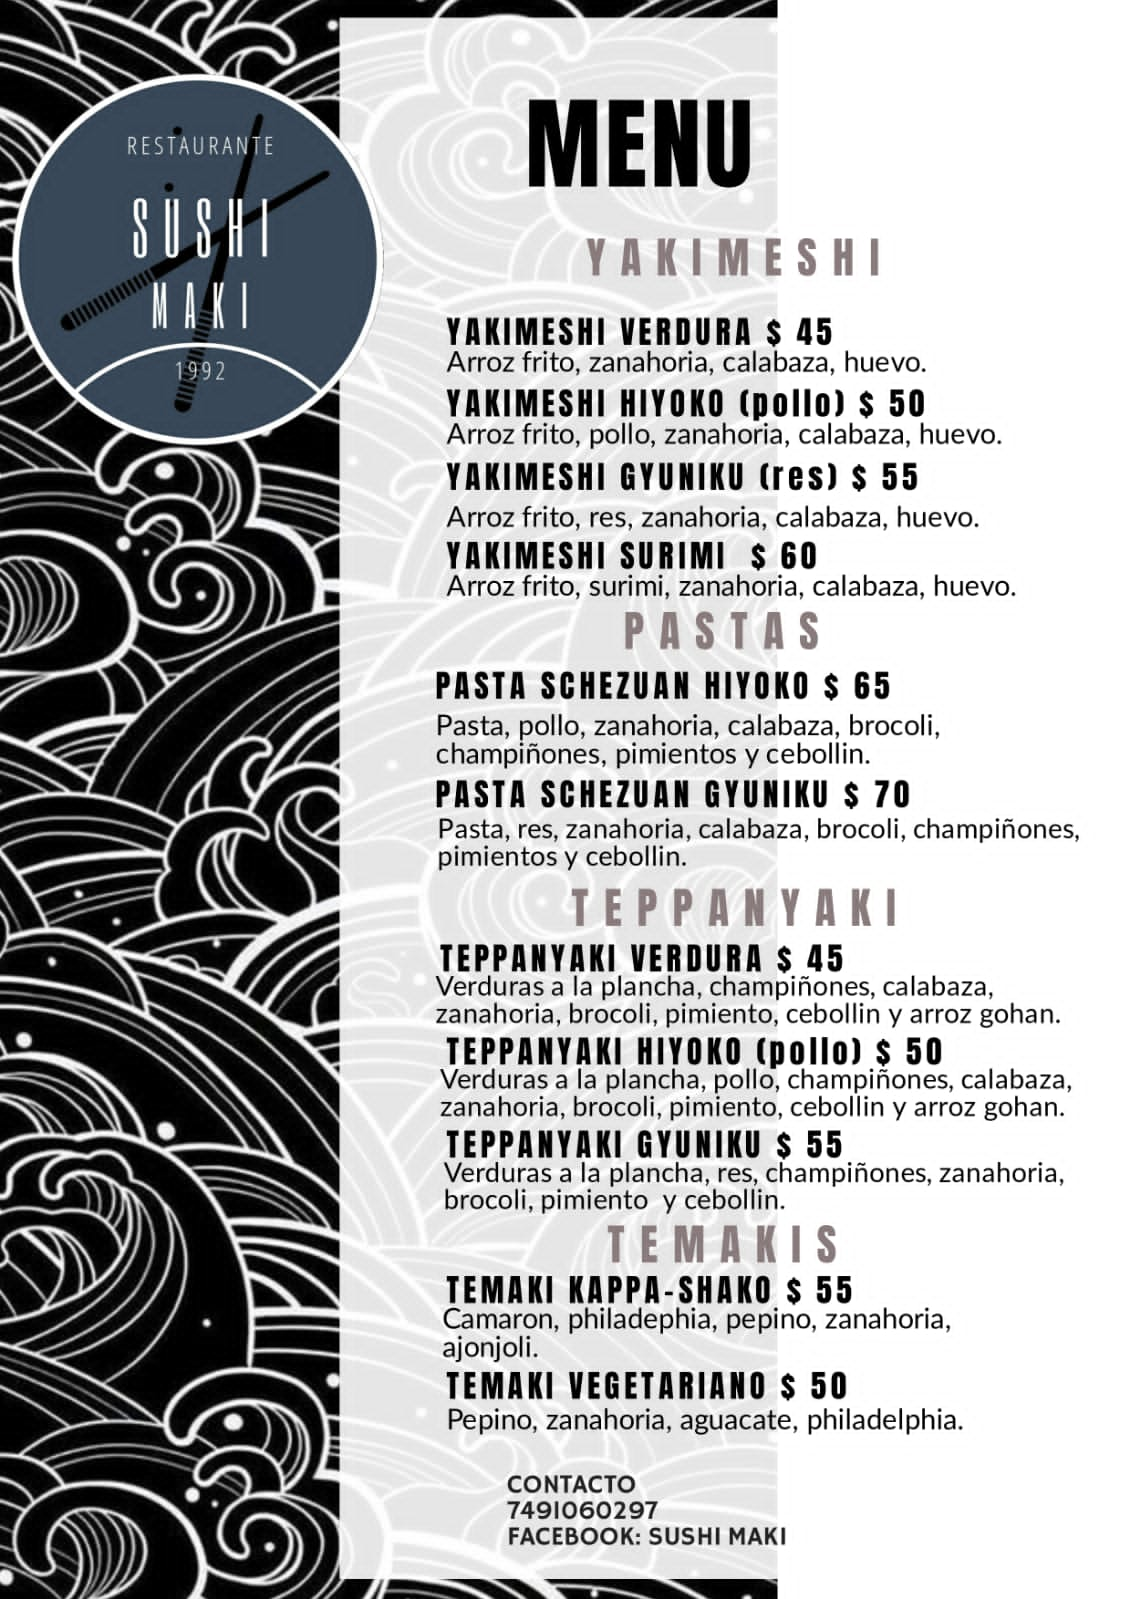 RESTAURANTE
SUSHI
MAKI
1992
MENU
YAKIMESHI
YAKIMESHI VERDURA $ 45
Arroz frito, zanahoria, calabaza, huevo.
YAKIMESHI HIYOKO (pollo) $ 50
Arroz frito, pollo, zanahoria, calabaza, huevo.
YAKIMESHI GYUNIKU (res) $ 55
Arroz frito, res, zanahoria, calabaza, huevo.
YAKIMESHI SURIMI $ 60
Arroz frito, surimi, zanahoria, calabaza, huevo.
PASTAS
PASTA SCHEZUAN HIYOKO $ 65
Pasta, pollo, zanahoria, calabaza, brocoli,
champiñones, pimientos y cebollin.
PASTA SCHEZUAN GYUNIKU $ 70
Pasta, res, zanahoria, calabaza, brocoli, champiñones,
pimientos y cebollin.
TEPPANYAKI
TEPPANYAKI VERDURA $ 45
Verduras a la plancha, champiñones, calabaza,
zanahoria, brocoli, pimiento, cebollin y arroz gohan.
TEPPANYAKI HIYOKO (pollo) $ 50
Verduras a la plancha, pollo, champiñones, calabaza,
zanahoria, brocoli, pimiento, cebollin y arroz gohan.
TEPPANYAKI GYUNIKU $ 55
Verduras a la plancha, res, champiñones, zanahoria,
brocoli, pimiento y cebollin.
TEMAKIS
TEMAKI KAPPA-SHAKO $ 55
Camaron, philadephia, pepino, zanahoria,
ajonjoli.
TEMAKI VEGETARIANO $ 50
Pepino, zanahoria, aguacate, philadelphia.
CONTACTO
7491060297
FACEBOOK: SUSHI MAKI